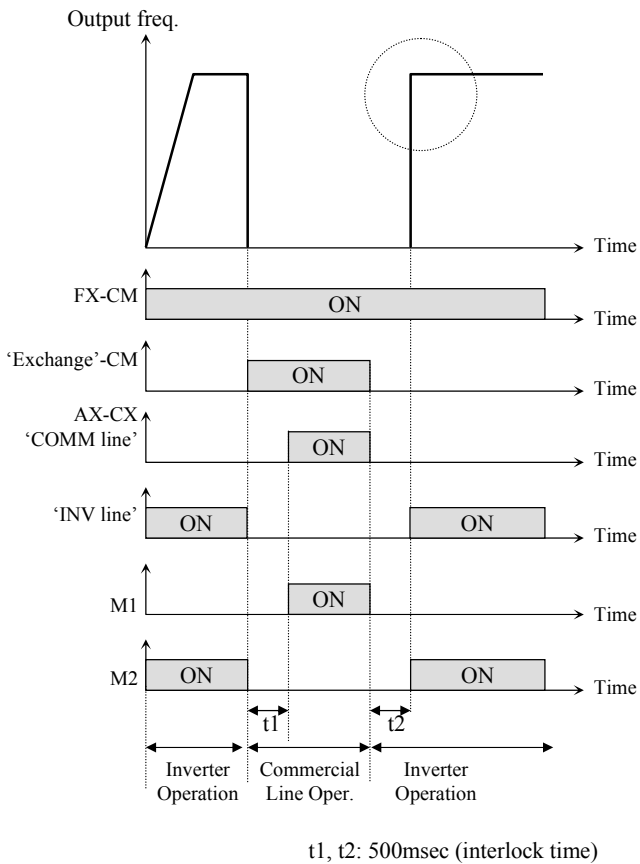 Output freq.
Time
FX-CM
ON
Time
‘Exchange’-CM
ON
Time
AX-CX
‘COMM line’
ON
Time
‘INV line’
ON
ON
Time
M1
ON
Time
M2
ON
ON
Time
t1
t2
Inverter
Operation
Commercial
Line Oper.
Inverter
Operation
t1, t2: 500msec (interlock time)